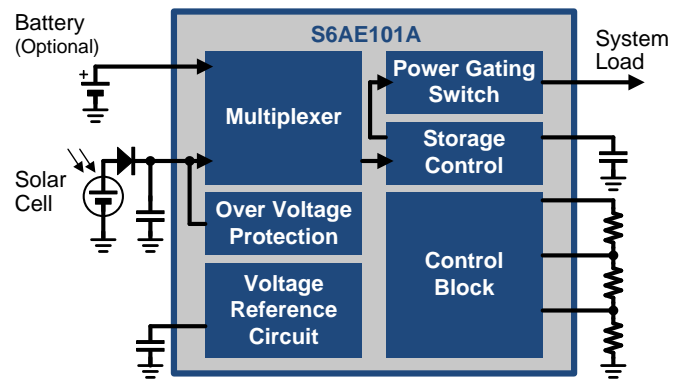 Battery
(Optional)
S6AE101A
System
Load
+
Multiplexer
Power Gating
Switch
Storage
Control
Solar
Cell
Over Voltage
Protection
Control
Block
Voltage
Reference
Circuit